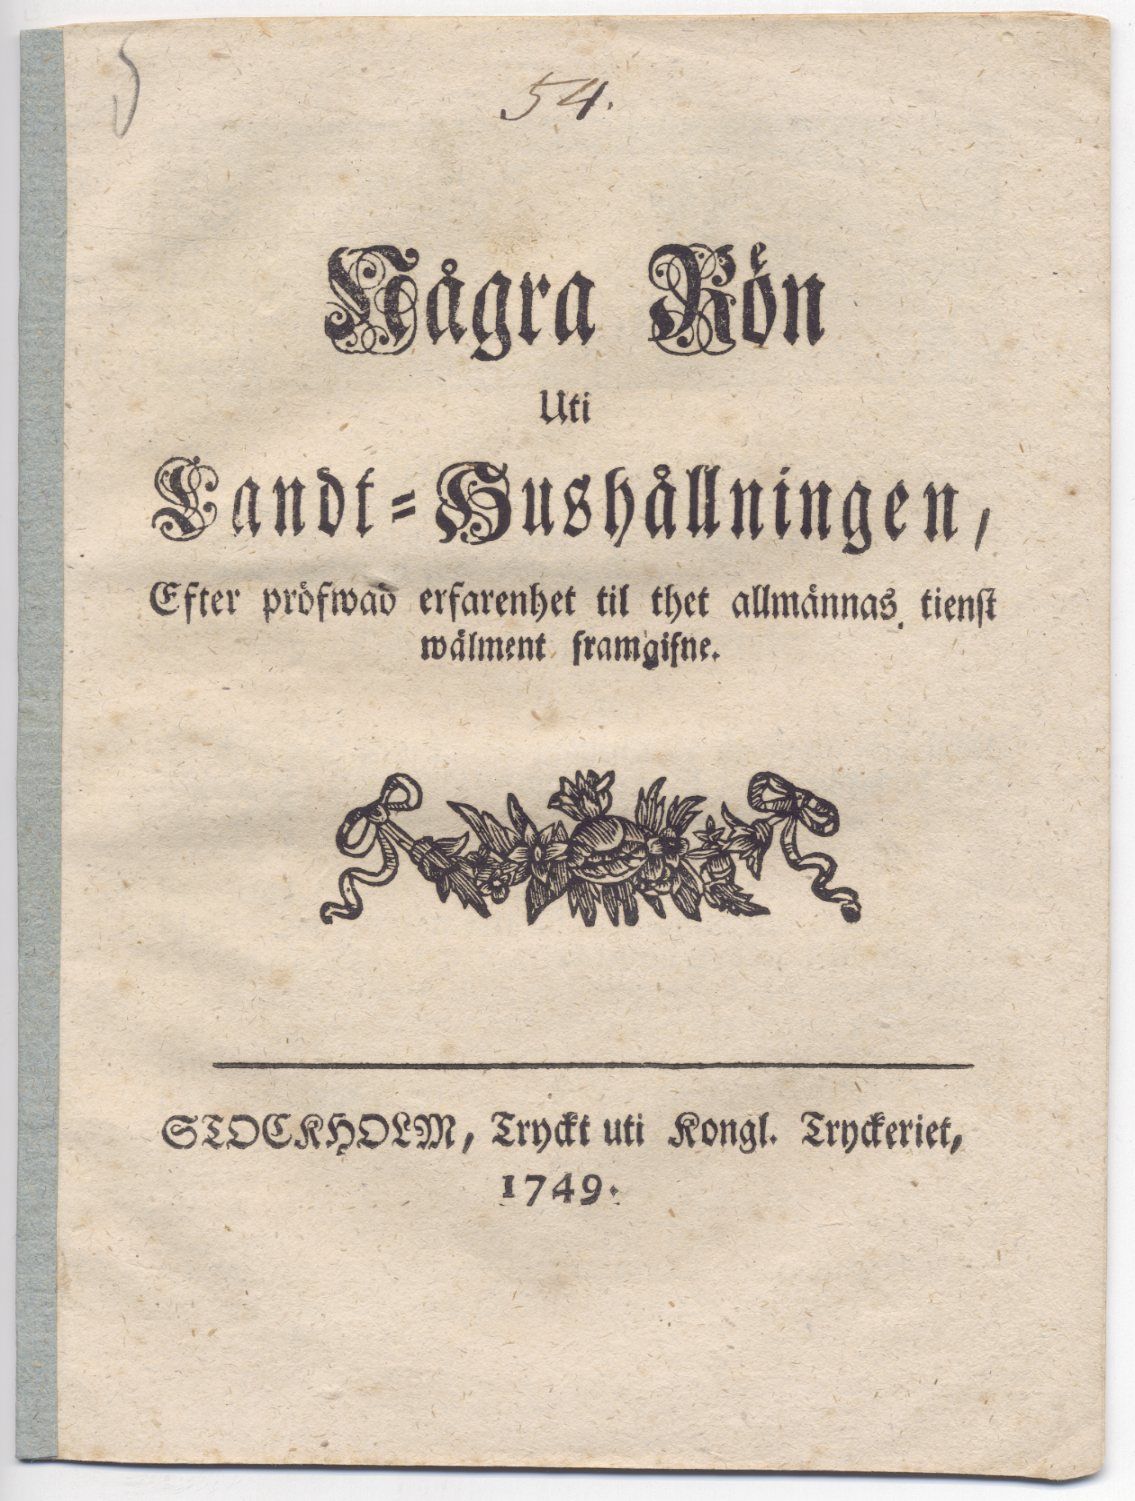 54.
Några Rön
Uti
Landt-Hushållningen,
Efter pröfwad erfarenhet til thet allmännas tienst
wälment framgifne.
STOCKHOLM, Tryckt uti Kongl. Tryckeriet,
1749.